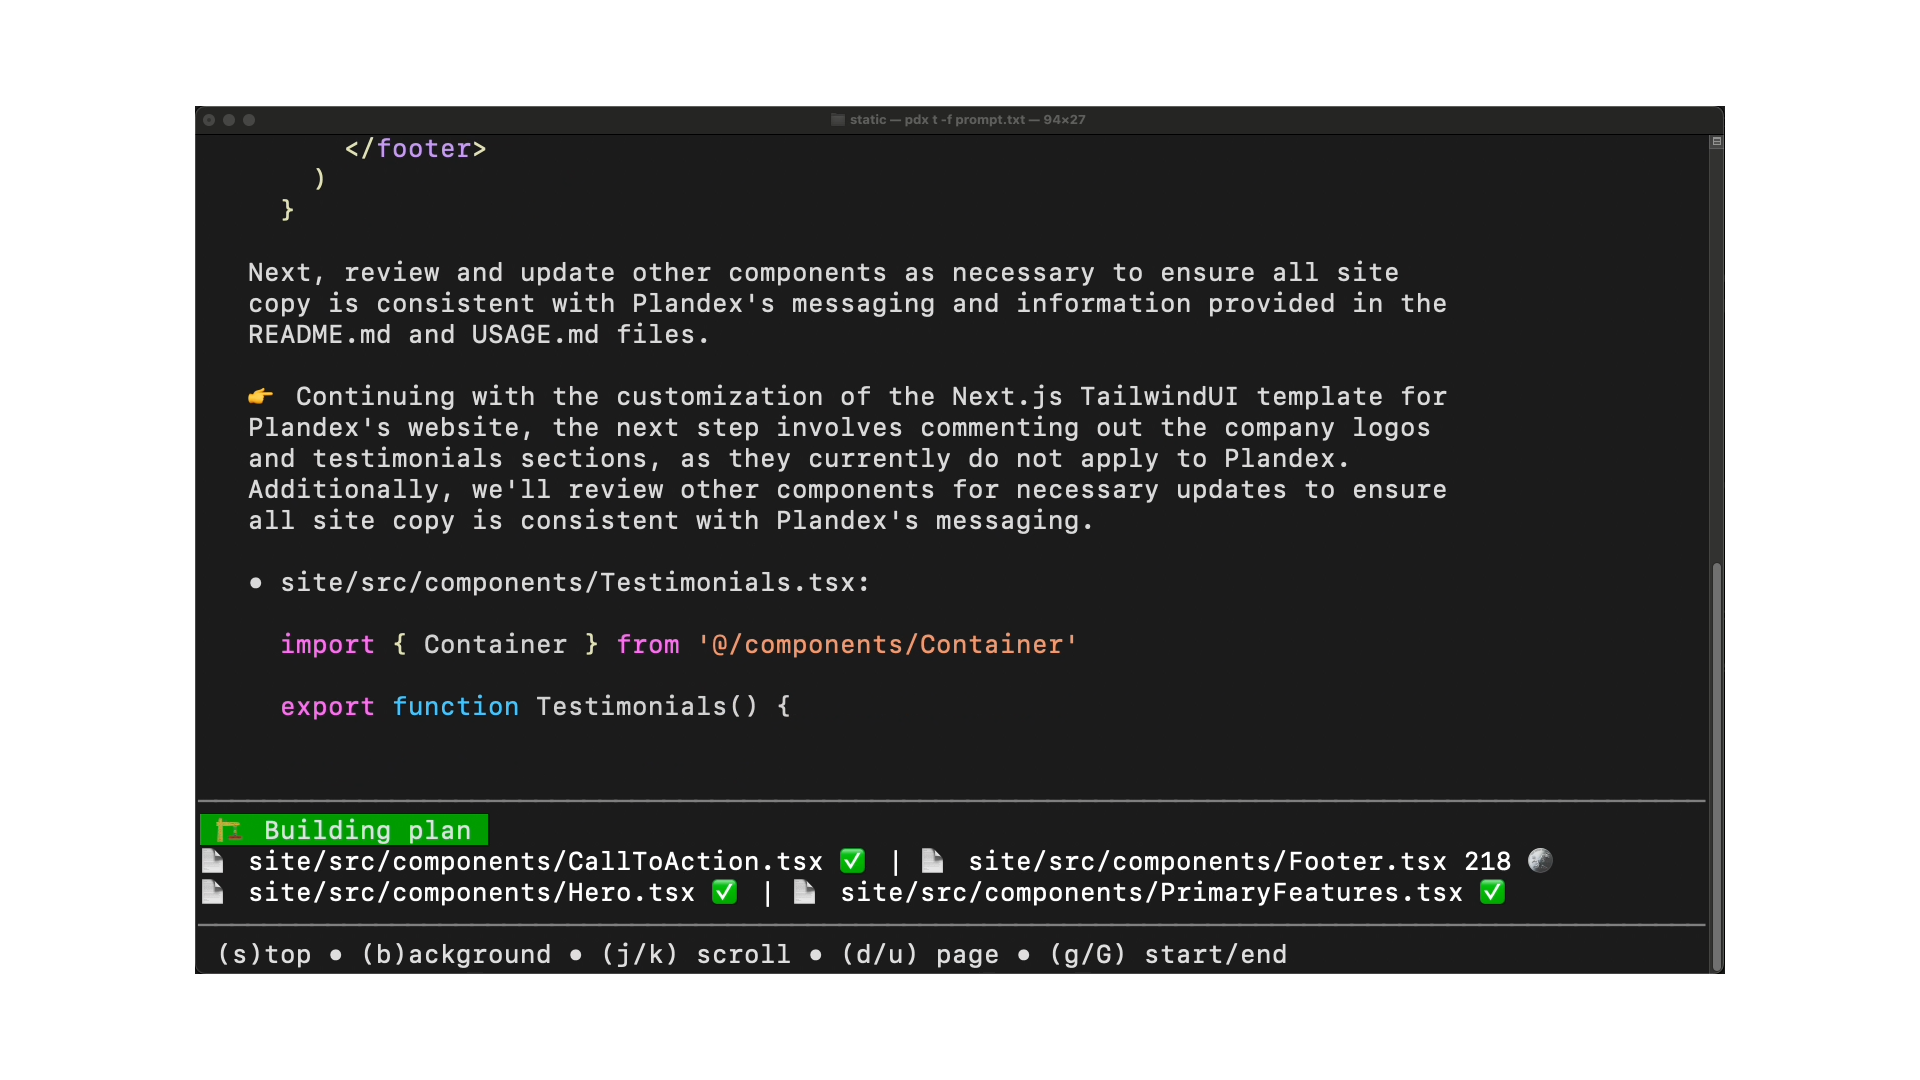 static — pdx t -f prompt.txt — 94×27
</footer>
)
}
Next, review and update other components as necessary to ensure all site
copy is consistent with Plandex's messaging and information provided in the
README.md and USAGE.md files.
👉 Continuing with the customization of the Next.js TailwindUI template for
Plandex's website, the next step involves commenting out the company logos
and testimonials sections, as they currently do not apply to Plandex.
Additionally, we'll review other components for necessary updates to ensure
all site copy is consistent with Plandex's messaging.
• site/src/components/Testimonials.tsx:
import { Container } from '@/components/Container'
export function Testimonials() {
🏗 Building plan
📄 site/src/components/CallToAction.tsx ✅ | 📄 site/src/components/Footer.tsx 218 🌑
📄 site/src/components/Hero.tsx ✅ | 📄 site/src/components/PrimaryFeatures.tsx ✅
(s)top • (b)ackground • (j/k) scroll • (d/u) page • (g/G) start/end